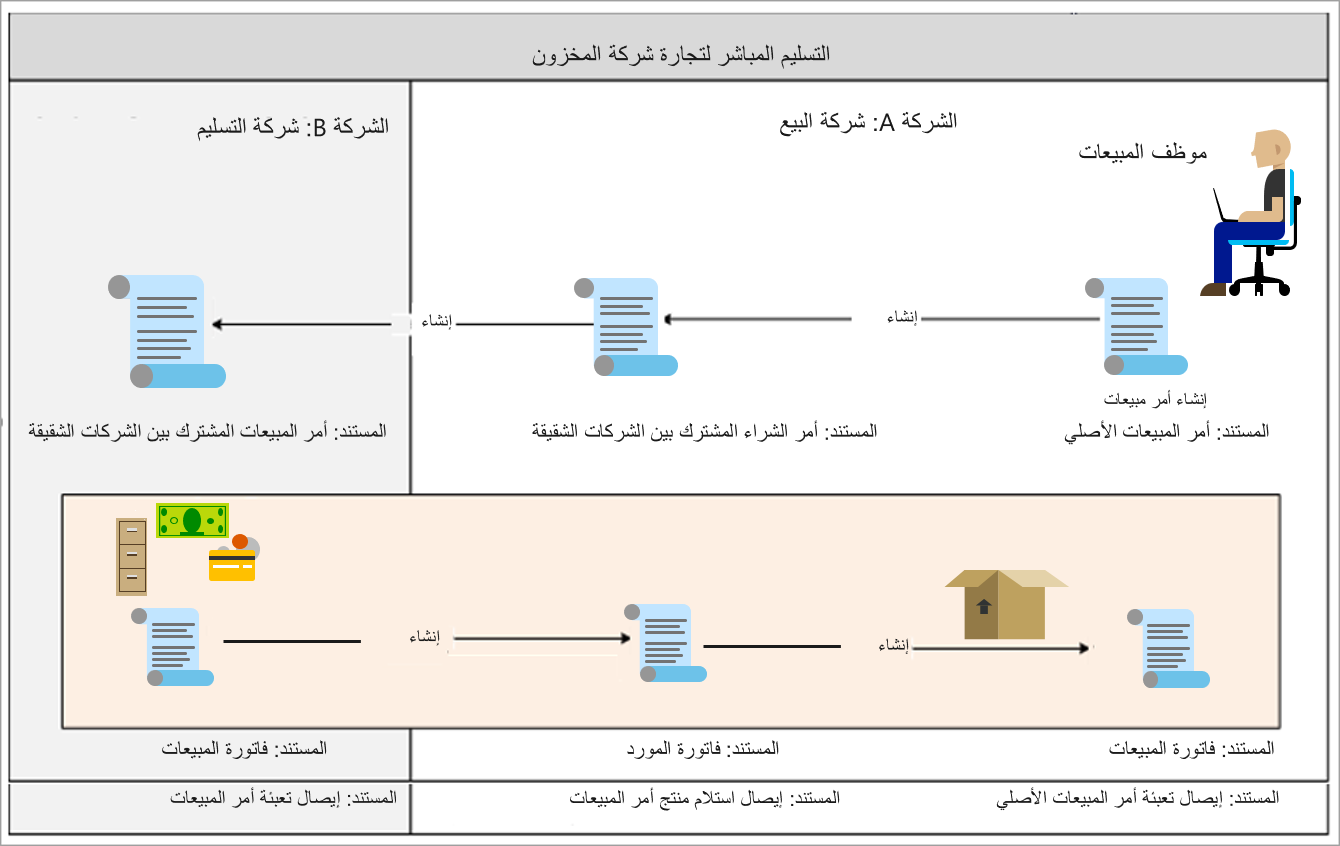 التسليم المباشر لتجارة شركة المخزون
الشركة A: شركة البيع
الشركة B: شركة التسليم
موظف المبيعات
إنشاء
إنشاء
إنشاء أمر مبيعات
المستند: أمر المبيعات الأصلي
المستند: أمر الشراء المشترك بين الشركات الشقيقة
المستند: أمر المبيعات المشترك بين الشركات الشقيقة
إنشاء
إنشاء
المستند: فاتورة المبيعات
المستند: فاتورة المورد
المستند: فاتورة المبيعات
المستند: إيصال تعبئة أمر المبيعات الأصلي
المستند: إيصال استلام منتج أمر المبيعات
المستند: إيصال تعبئة أمر المبيعات